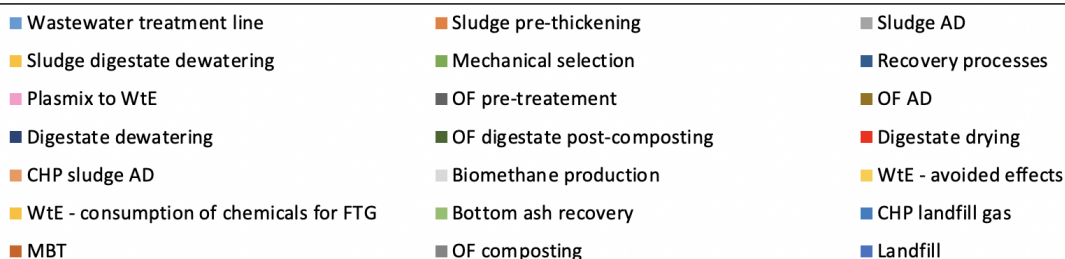 Wastewater treatment line Sludge pre-thickening Sludge AD
Sludge digestate dewatering Mechanical selection Recovery processes
Plasmix to WtE OF pre-treatement OF AD
Digestate dewatering OF digestate post-composting Digestate drying
CHP sludge AD Biomethane production WtE - avoided effects
WtE - consumption of chemicals for FTG Bottom ash recovery CHP landfill gas
MBT OF composting Landfill